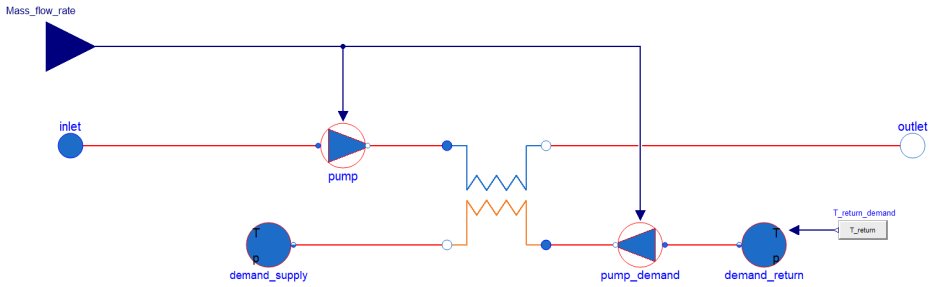 Mass_flow_rate
inlet
outlet
pump
T_return_demand
T_return
T
p
demand_supply
pump_demand
T
p
demand_return